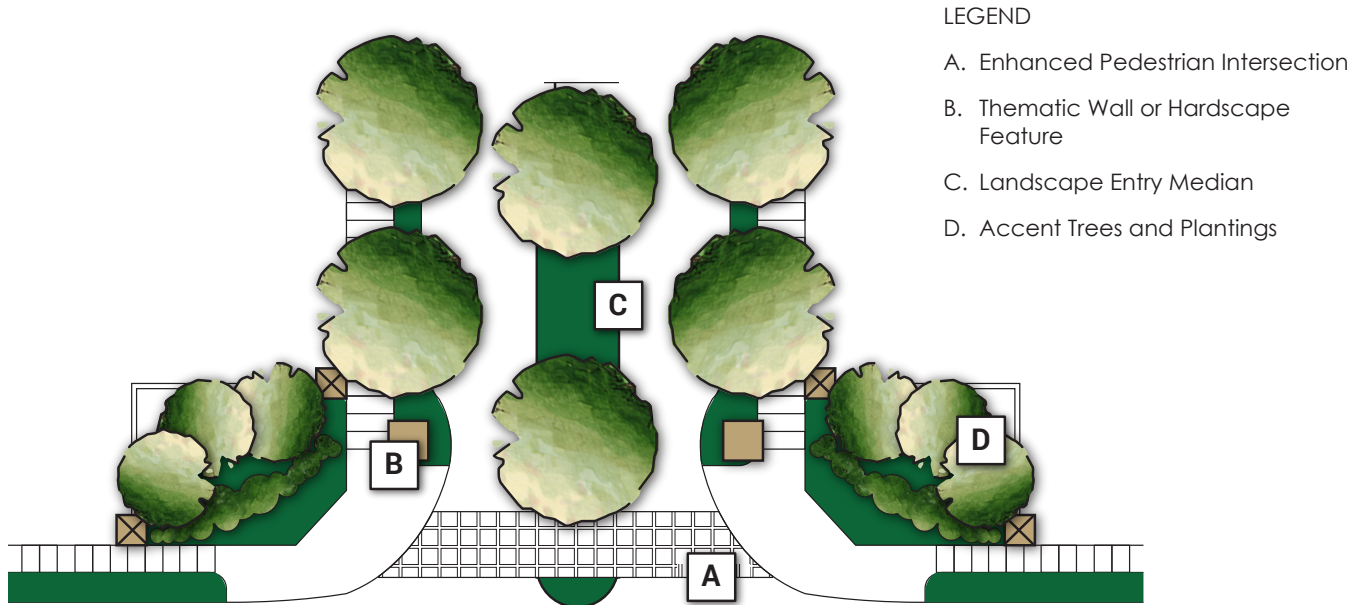 LEGEND
A. Enhanced Pedestrian Intersection
B. Thematic Wall or Hardscape
Feature
C. Landscape Entry Median
D. Accent Trees and Plantings
C
D
B
A